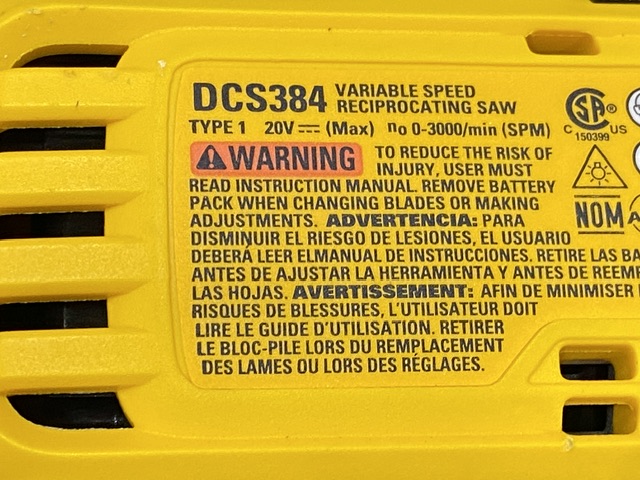 DCS384 VARIABLE SPEED
RECIPROCATING SAW
TYPE 1 20V⎓ (Max) n0 0-3000/min (SPM)
⚠WARNING TO REDUCE THE RISK OF
INJURY, USER MUST
READ INSTRUCTION MANUAL. REMOVE BATTERY
PACK WHEN CHANGING BLADES OR MAKING
ADJUSTMENTS. ADVERTENCIA: PARA
DISMINUIR EL RIESGO DE LESIONES, EL USUARIO
DEBERÁ LEER ELMANUAL DE INSTRUCCIONES. RETIRE LAS BA
ANTES DE AJUSTAR LA HERRAMIENTA Y ANTES DE REEM
LAS HOJAS. AVERTISSEMENT: AFIN DE MINIMISER
RISQUES DE BLESSURES, L'UTILISATEUR DOIT
LIRE LE GUIDE D'UTILISATION. RETIRER
LE BLOC-PILE LORS DU REMPLACEMENT
DES LAMES OU LORS DES RÉGLAGES.
CSA
C 150399 US
NOM